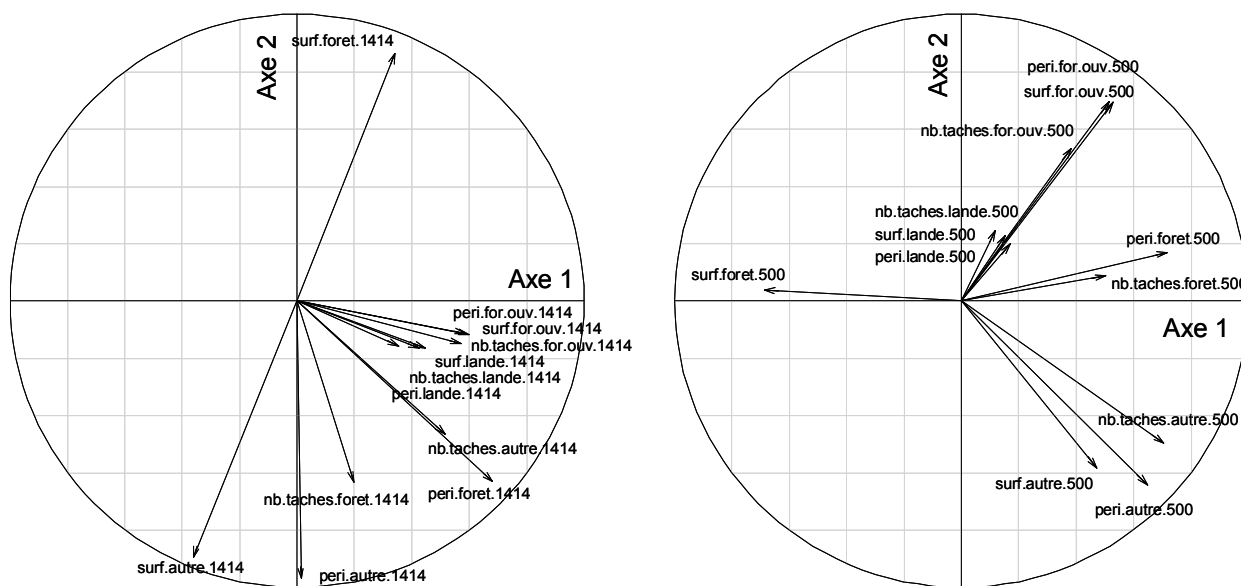 surf.foret.1414
Axe 2
Axe 1
peri.for.ouv.1414
surf.for.ouv.1414
nb.taches.for.ouv.1414
surf.lande.1414
nb.taches.lande.1414
peri.lande.1414
nb.taches.autre.1414
peri.foret.1414
nb.taches.foret.1414
surf.autre.1414
peri.autre.1414
Axe 2
peri.for.ouv.500
surf.for.ouv.500
nb.taches.for.ouv.500
nb.taches.lande.500
surf.lande.500
peri.lande.500
peri.foret.500
surf.foret.500
nb.taches.foret.500
Axe 1
nb.taches.autre.500
surf.autre.500
peri.autre.500